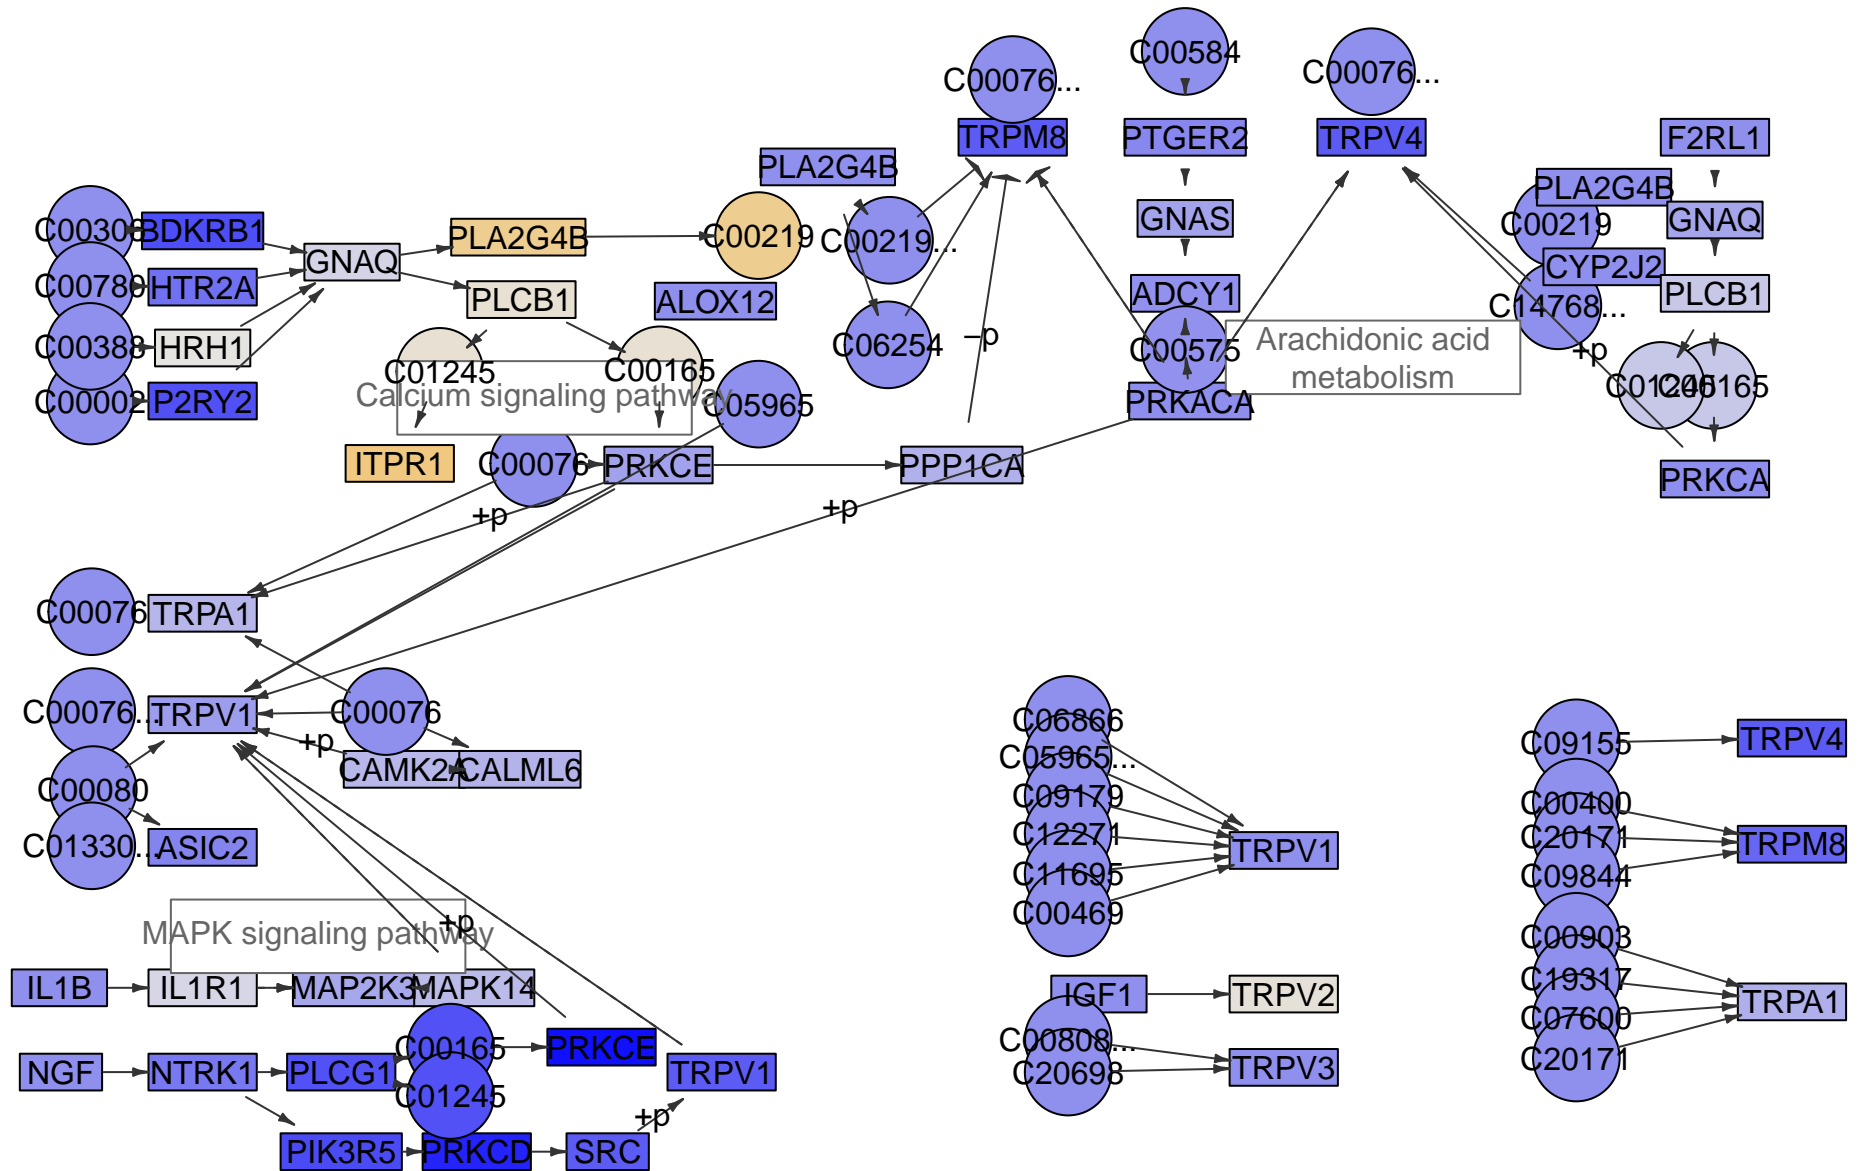 C00584
C00076...
C00076...
TRPM8
PTGER2
TRPV4
F2RL1
PLA2G4B
PLA2G4B
C00219
GNAS
GNAQ
BDKRB1
PLA2G4B
C00219
C00219...
GNAQ
CYP2J2
C00780
HTR2A
PLCB1
ALOX12
ADCY1
PLCB1
C14768...
C00388
HRH1
C06254
–p
C00575
Arachidonic acid
metabolism
+p
C01245
C00165
Calcium signaling pathway
C00002
P2RY2
C05965
PRKACA
C00165
ITPR1
C00076
PRKCE
PPP1CA
PRKCA
+p
+p
C00076
TRPA1
C00076...
TRPV1
C00076
+p
CAMK2A
CALML6
C00080
C01330...
ASIC2
C06866
C05965...
C09179
C12271
C11695
C00469
TRPV1
C09155
TRPV4
C00400
C20171
C09844
TRPM8
C00903
C19317
C07600
C20171
TRPA1
+p
MAPK signaling pathway
IL1B
IL1R1
MAP2K3
MAPK14
IGF1
TRPV2
C00808...
C20698
TRPV3
C00165
PRKCE
NGF
NTRK1
PLCG1
C01245
TRPV1
+p
PIK3R5
PRKCD
SRC